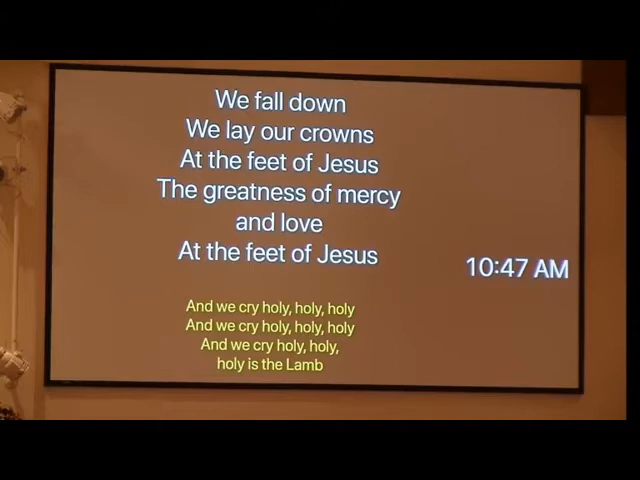 We fall down
We lay our crowns
At the feet of Jesus
The greatness of mercy
and love
At the feet of Jesus
10:47 AM
And we cry holy, holy, holy
And we cry holy, holy, holy
And we cry holy, holy,
holy is the Lamb